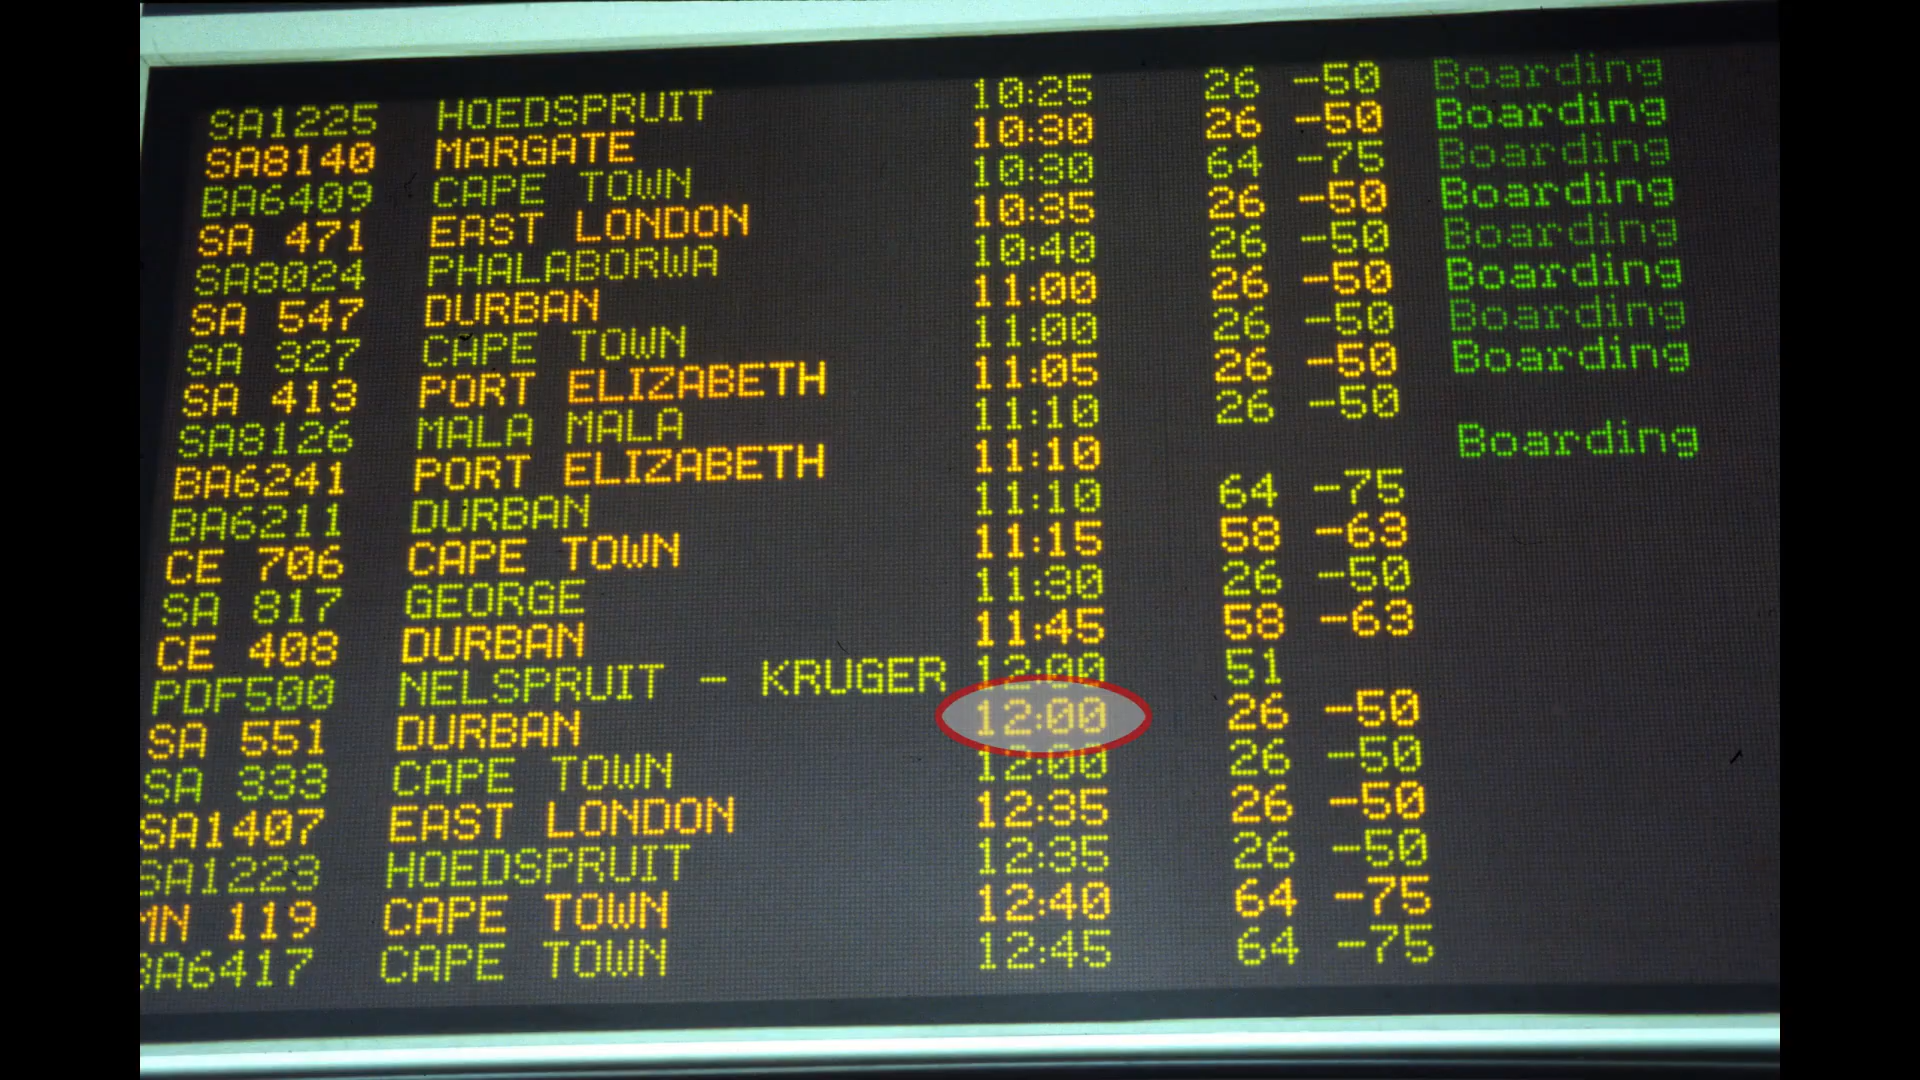 SA1225 HOEDSPRUIT 10:25 26 -50 Boarding
SA8140 MARGATE 10:30 26 -50 Boarding
BA6409 CAPE TOWN 10:30 64 -75 Boarding
SA 471 EAST LONDON 10:35 26 -50 Boarding
SA8024 PHALABORWA 10:40 26 -50 Boarding
SA 547 DURBAN 11:00 26 -50 Boarding
SA 327 CAPE TOWN 11:00 26 -50 Boarding
SA 413 PORT ELIZABETH 11:05 26 -50 Boarding
SA8126 MALA MALA 11:10 26 -50
BA6241 PORT ELIZABETH 11:10 Boarding
BA6211 DURBAN 11:10 64 -75
CE 706 CAPE TOWN 11:15 58 -63
SA 817 GEORGE 11:30 26 -50
CE 408 DURBAN 11:45 58 -63
PDF500 NELSPRUIT - KRUGER 12:00 51
SA 551 DURBAN 12:00 26 -50
SA 333 CAPE TOWN 12:00 26 -50
SA1407 EAST LONDON 12:35 26 -50
SA1223 HOEDSPRUIT 12:35 26 -50
MN 119 CAPE TOWN 12:40 64 -75
BA6417 CAPE TOWN 12:45 64 -75